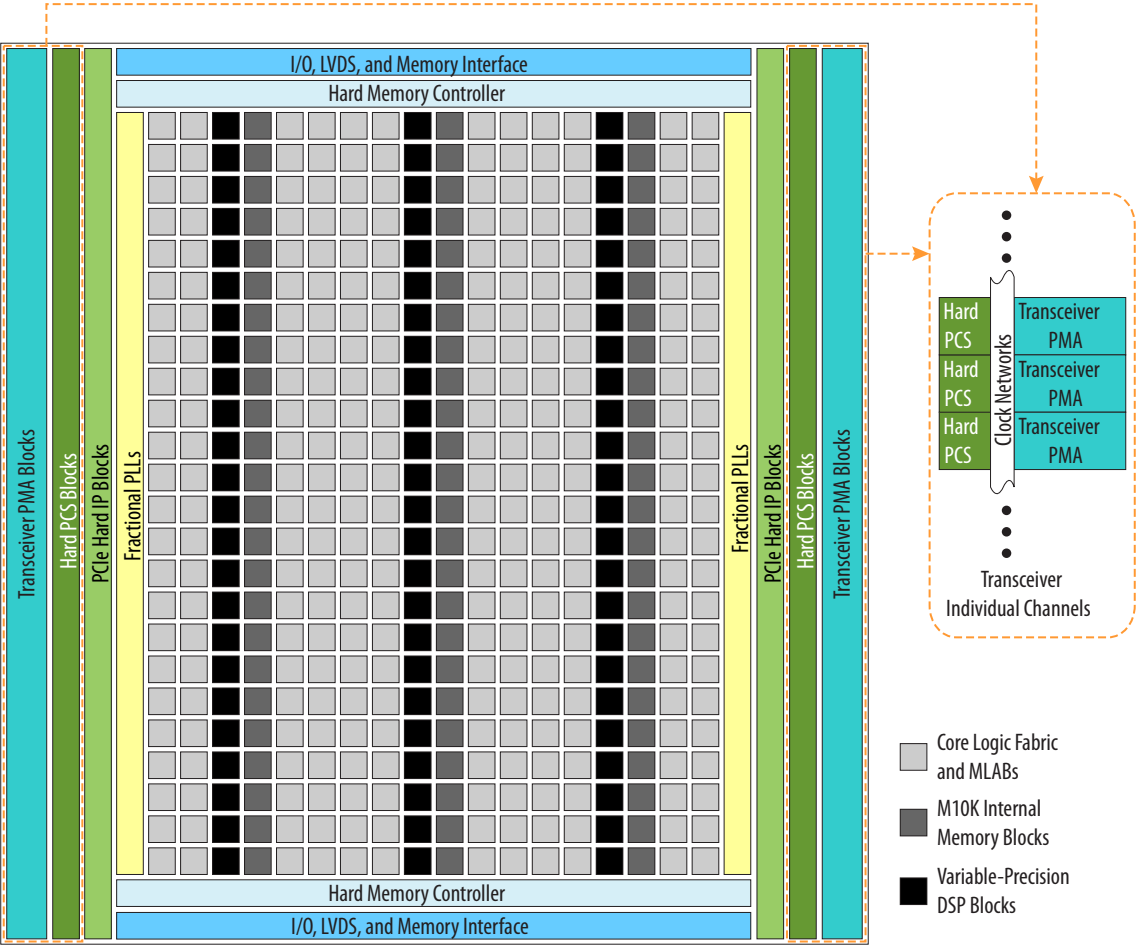 I/O, LVDS, and Memory Interface
Hard Memory Controller
Transceiver PMA Blocks
Hard PCS Blocks
PCIe Hard IP Blocks
Fractional PLLs
Fractional PLLs
PCIe Hard IP Blocks
Hard PCS Blocks
Transceiver PMA Blocks
Hard Memory Controller
I/O, LVDS, and Memory Interface
Hard
PCS
Hard
PCS
Hard
PCS
Clock Networks
Transceiver
PMA
Transceiver
PMA
Transceiver
PMA
Transceiver
Individual Channels
Core Logic Fabric
and MLABs
M10K Internal
Memory Blocks
Variable-Precision
DSP Blocks